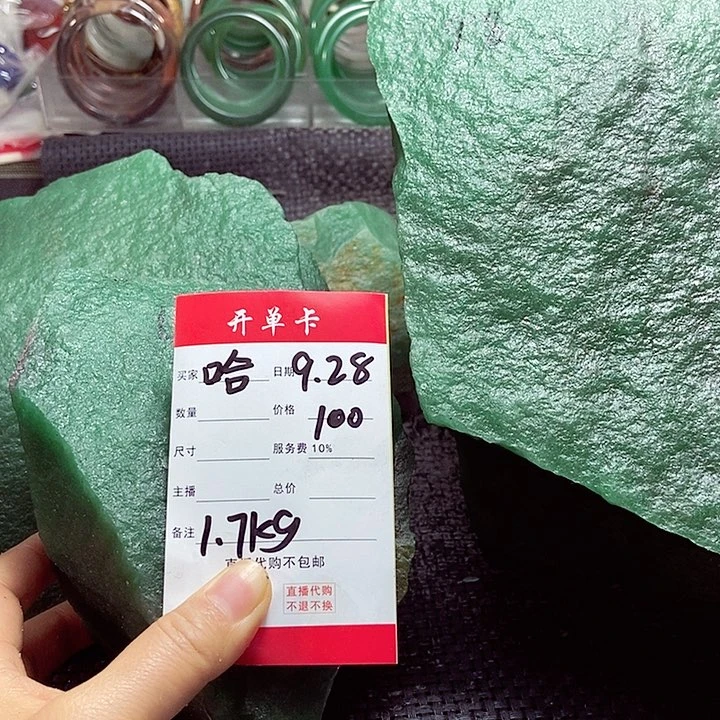 开单卡
买家 哈 日期 9.28
数量 价格 100
尺寸 服务费 10%
主播 总价
备注 1.7kg
直播代购不包邮
直播代购
不退不换